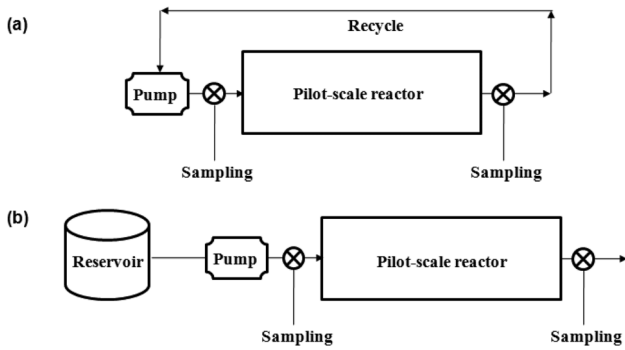 (a)
Recycle
Pump
Pilot-scale reactor
Sampling
Sampling
(b)
Reservoir
Pump
Pilot-scale reactor
Sampling
Sampling